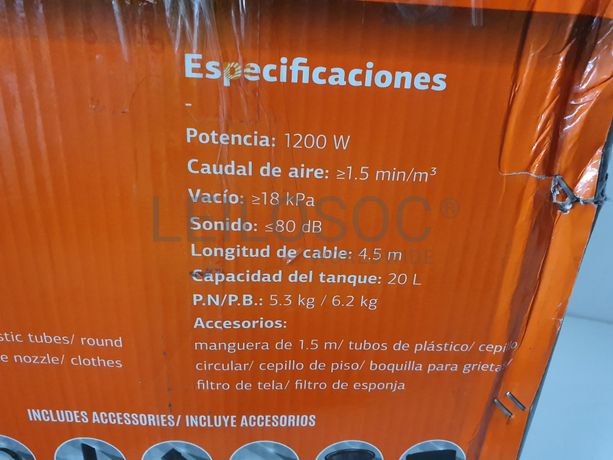 Especificaciones
-
Potencia: 1200 W
Caudal de aire: ≥1.5 min/m³
Vacío: ≥18 kPa
LEILOSOC®
Sonido: ≤80 dB
Longitud de cable: 4.5 m
Capacidad del tanque: 20 L
P.N/P.B.: 5.3 kg / 6.2 kg
Accesorios:
manguera de 1.5 m/ tubos de plástico/ cepillo
circular/ cepillo de piso/ boquilla para grieta/
filtro de tela/ filtro de esponja
stic tubes/ round
e nozzle/ clothes
INCLUDES ACCESSORIES/ INCLUYE ACCESORIOS